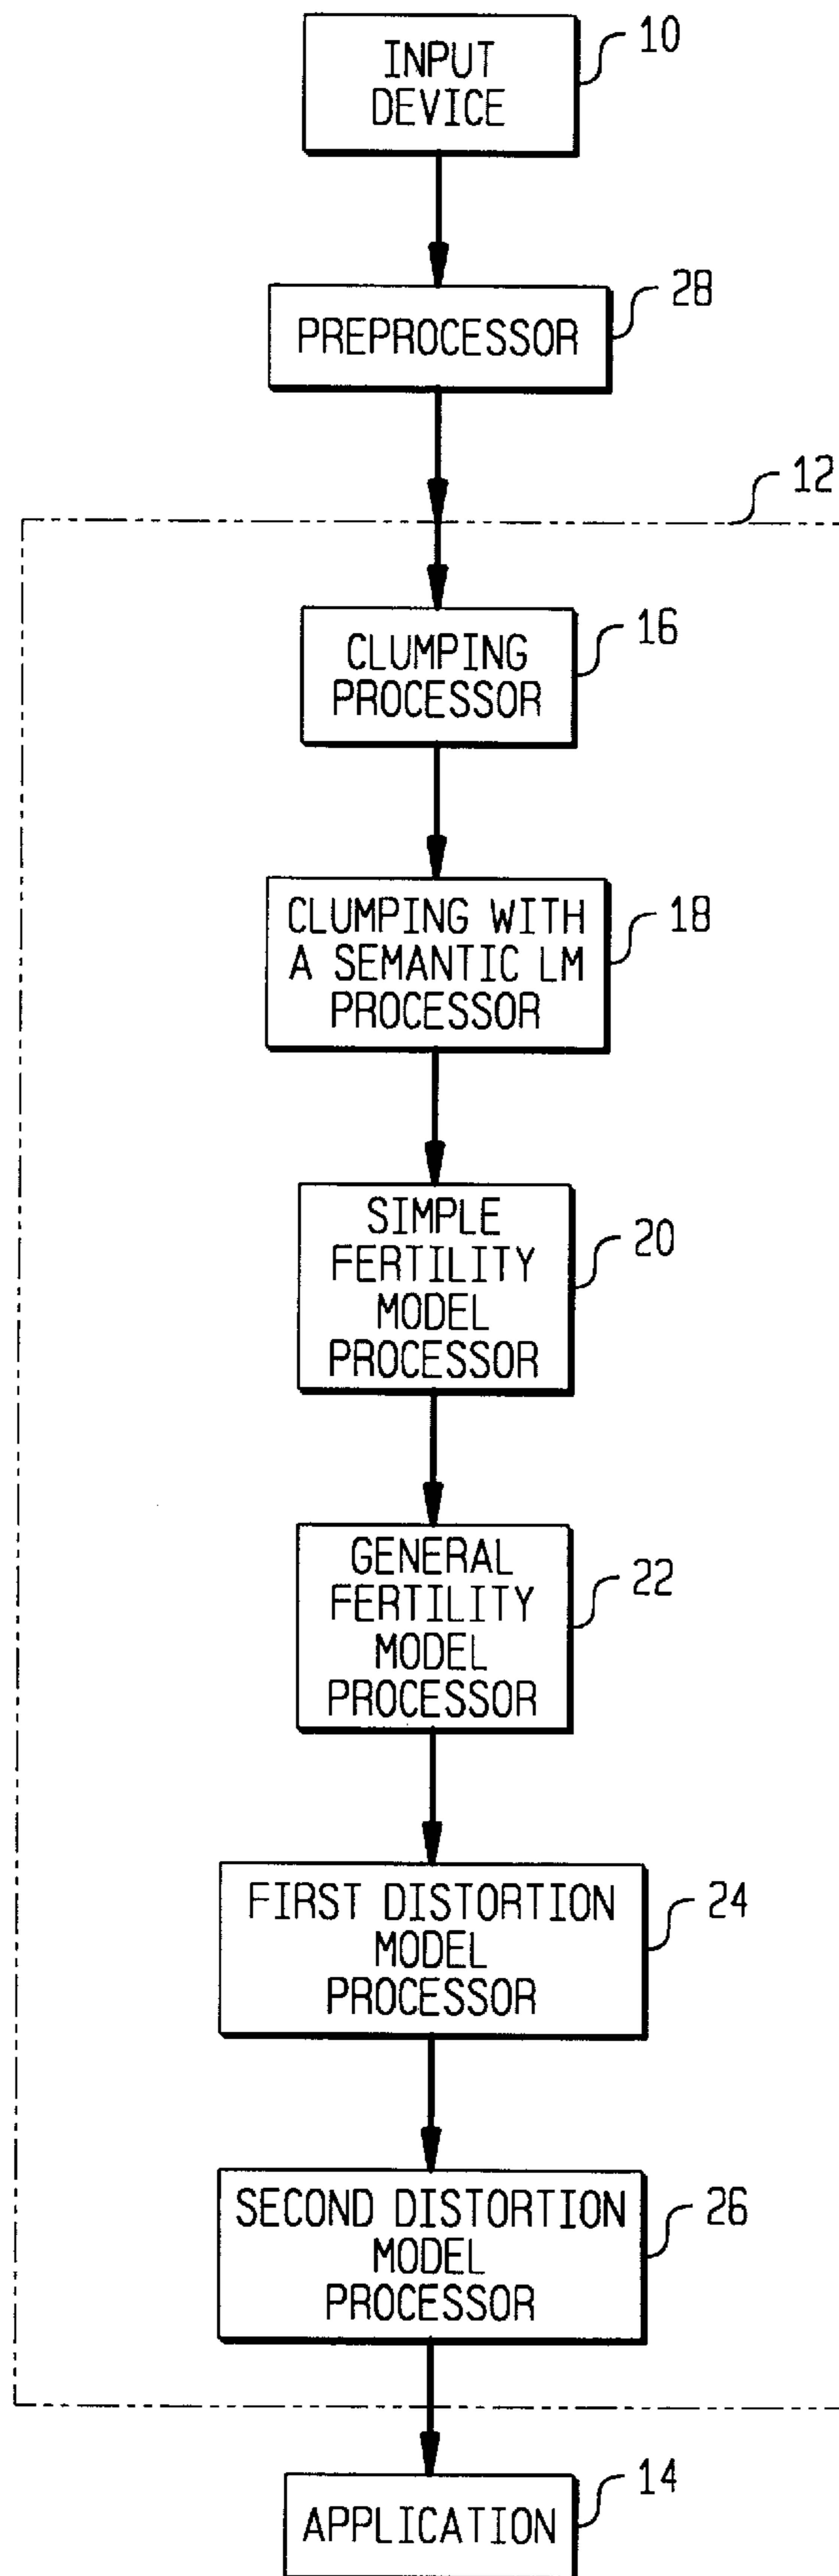 INPUT
DEVICE
10
PREPROCESSOR
28
12
CLUMPING
PROCESSOR
16
CLUMPING WITH
A SEMANTIC LM
PROCESSOR
18
SIMPLE
FERTILITY
MODEL
PROCESSOR
20
GENERAL
FERTILITY
MODEL
PROCESSOR
22
FIRST DISTORTION
MODEL
PROCESSOR
24
SECOND DISTORTION
MODEL
PROCESSOR
26
APPLICATION
14